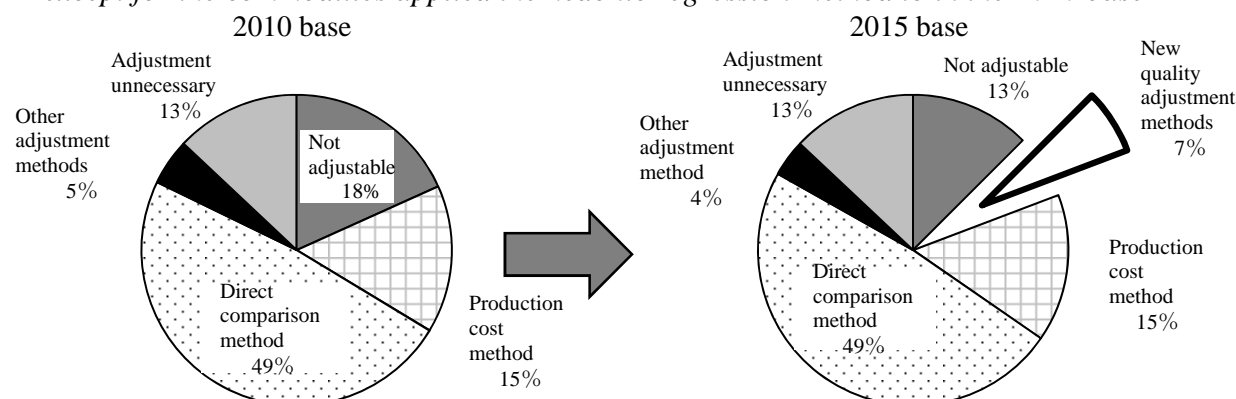 2010 base
Adjustment
unnecessary
13%
Other
adjustment
methods
5%
Not
adjustable
18%
Direct
comparison
method
49%
Production
cost
method
15%
2015 base
Adjustment
unnecessary
13%
Not adjustable
13%
New
quality
adjustment
methods
7%
Other
adjustment
method
4%
Direct
comparison
method
49%
Production
cost
method
15%